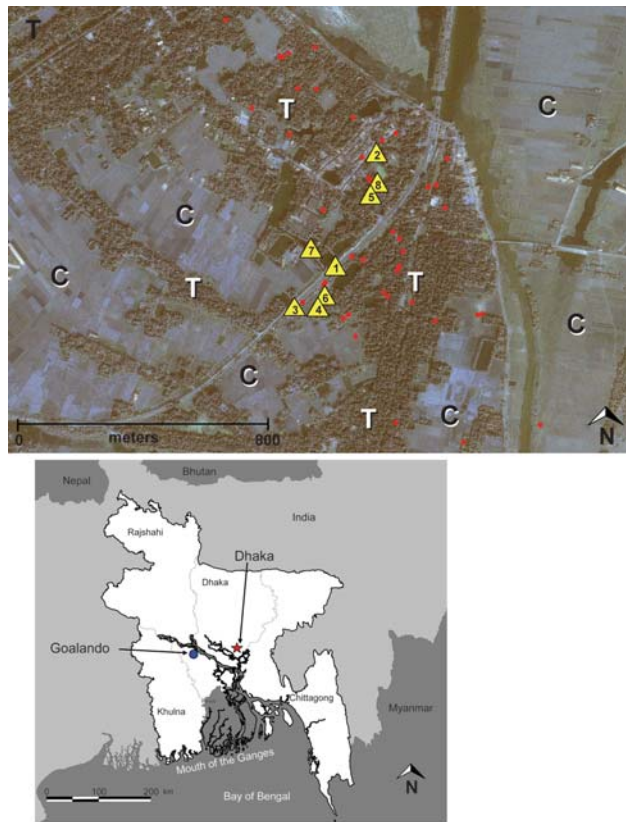 T
T
C
2
8
5
C
7
1
C
T
T
6
3
4
C
C
T
C
0
meters
800
N
Nepal
Bhutan
India
Rajshahi
Dhaka
Dhaka
Goalando
Khulna
Chittagong
Myanmar
Mouth of the Ganges
Bay of Bengal
0 100 200 km
N